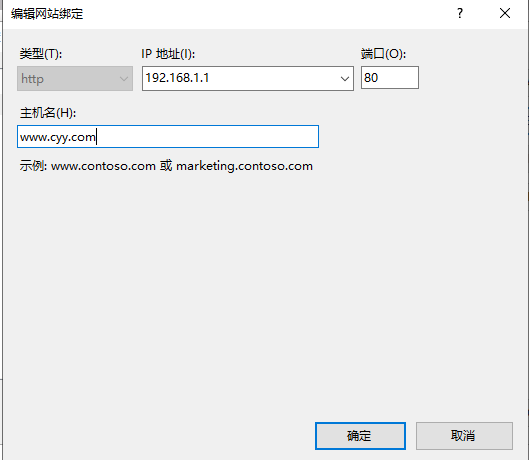 编辑网站绑定
类型(T): IP 地址(I): 端口(O):
http 192.168.1.1 80
主机名(H):
www.cyy.com
示例: www.contoso.com 或 marketing.contoso.com
确定 取消